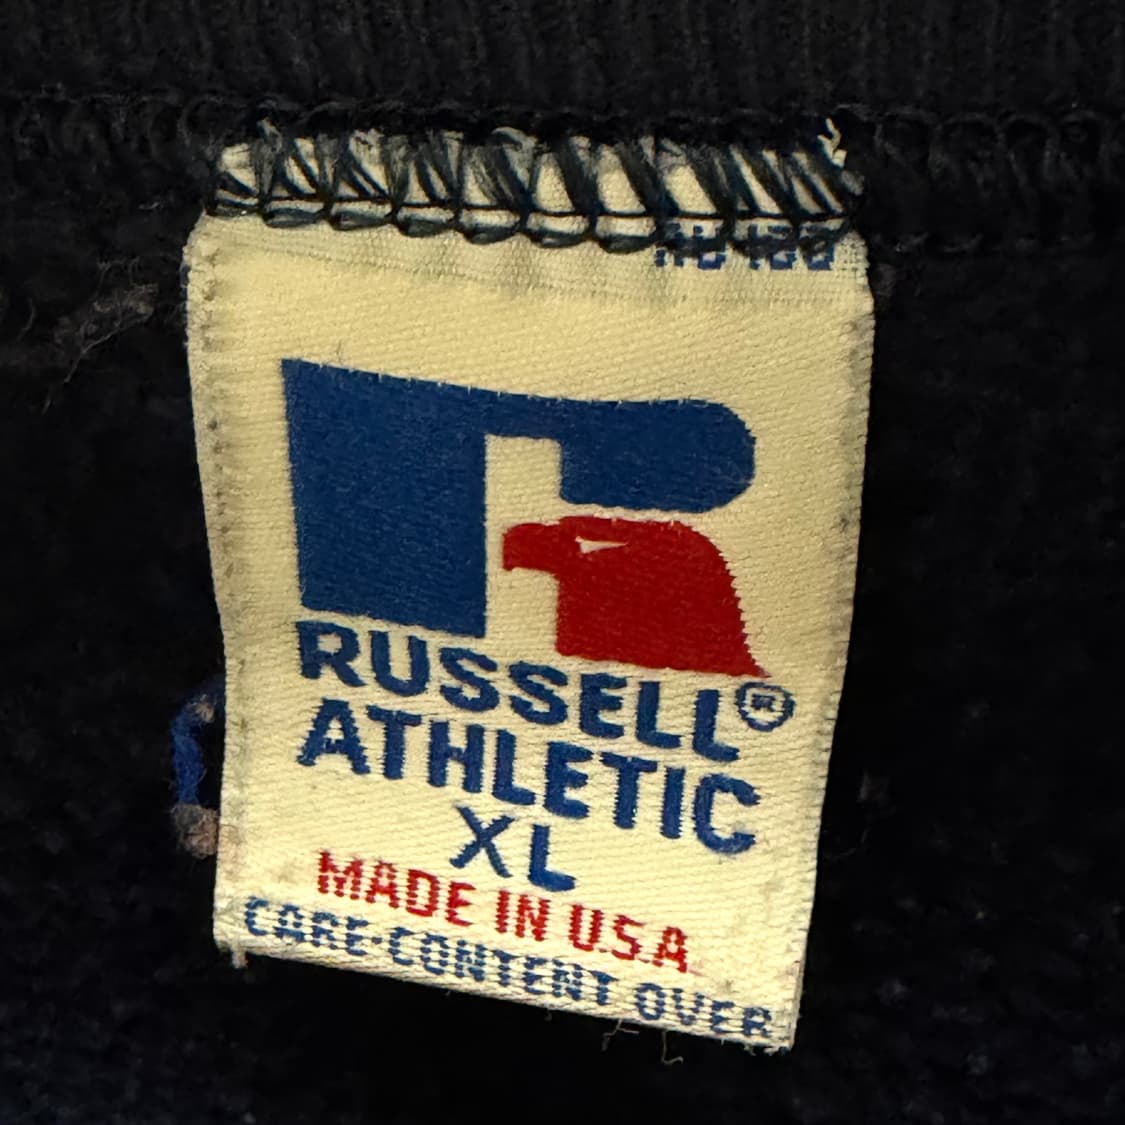 RUSSELL®
ATHLETIC
XL
MADE IN U.S.A
CARE-CONTENT OVER